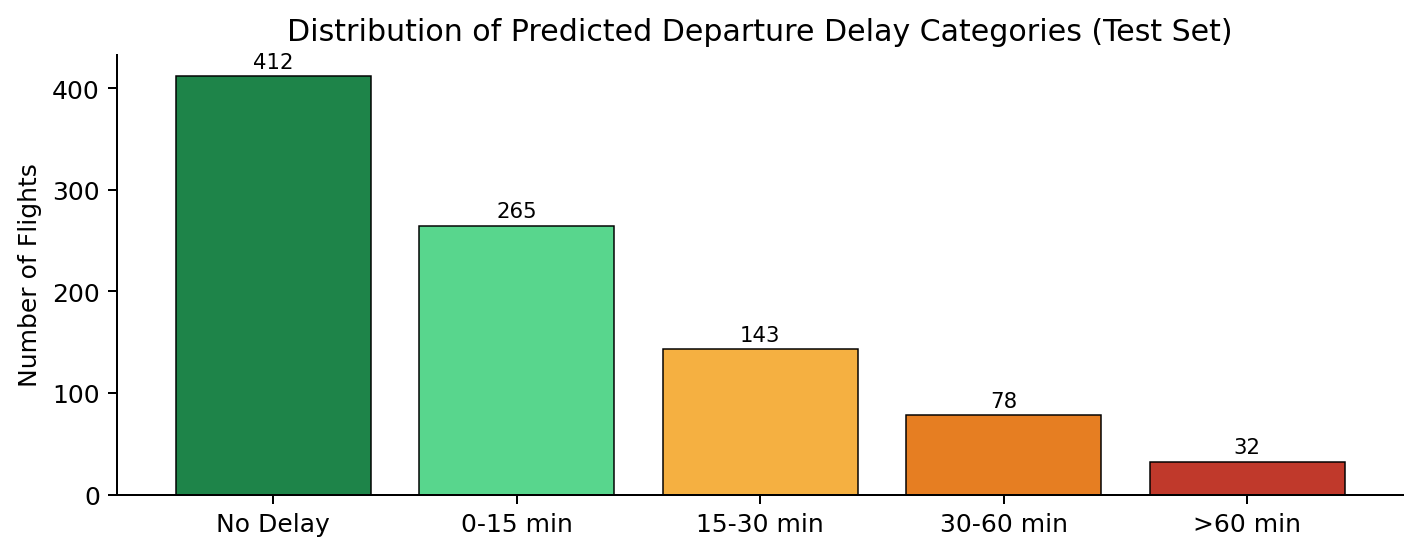 Distribution of Predicted Departure Delay Categories (Test Set)
Number of Flights
400
300
200
100
0
412
265
143
78
32
No Delay
0-15 min
15-30 min
30-60 min
>60 min